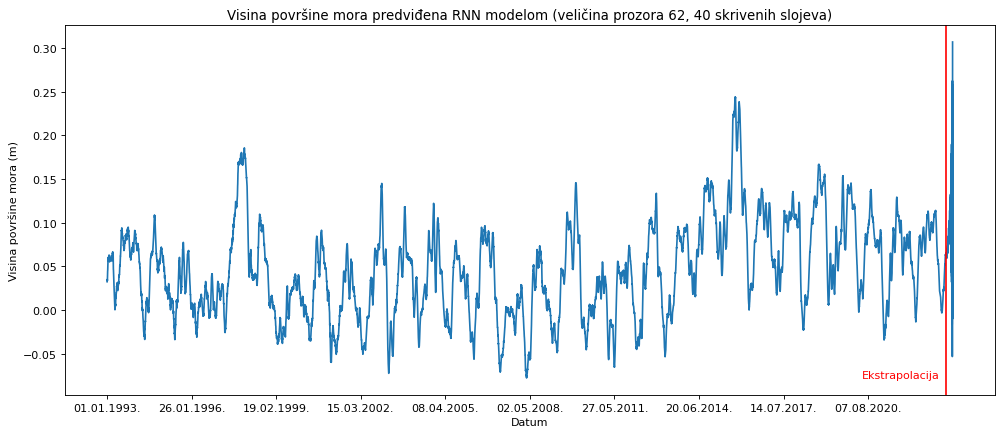 Visina površine mora predviđena RNN modelom (veličina prozora 62, 40 skrivenih slojeva)
Visina površine mora (m)
0.30
0.25
0.20
0.15
0.10
0.05
0.00
−0.05
Ekstrapolacija
01.01.1993. 26.01.1996. 19.02.1999. 15.03.2002. 08.04.2005. 02.05.2008. 27.05.2011. 20.06.2014. 14.07.2017. 07.08.2020.
Datum